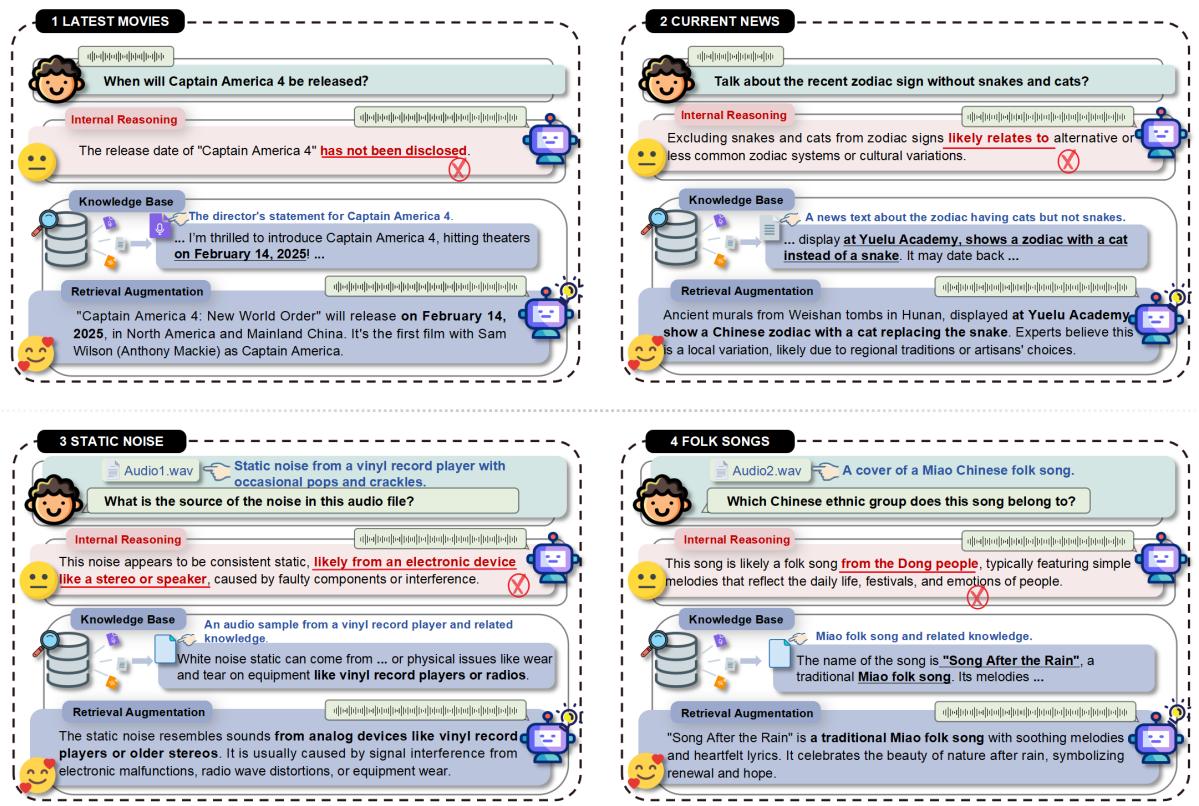 1 LATEST MOVIES
When will Captain America 4 be released?
Internal Reasoning
The release date of "Captain America 4" has not been disclosed.
Knowledge Base
The director's statement for Captain America 4.
... I'm thrilled to introduce Captain America 4, hitting theaters
on February 14, 2025! ...
Retrieval Augmentation
"Captain America 4: New World Order" will release on February 14,
2025, in North America and Mainland China. It's the first film with Sam
Wilson (Anthony Mackie) as Captain America.
2 CURRENT NEWS
Talk about the recent zodiac sign without snakes and cats?
Internal Reasoning
Excluding snakes and cats from zodiac signs likely relates to alternative or
less common zodiac systems or cultural variations.
Knowledge Base
A news text about the zodiac having cats but not snakes.
... display at Yuelu Academy, shows a zodiac with a cat
instead of a snake. It may date back ...
Retrieval Augmentation
Ancient murals from Weishan tombs in Hunan, displayed at Yuelu Academy,
show a Chinese zodiac with a cat replacing the snake. Experts believe this
is a local variation, likely due to regional traditions or artisans' choices.
3 STATIC NOISE
Audio1.wav
Static noise from a vinyl record player with
occasional pops and crackles.
What is the source of the noise in this audio file?
Internal Reasoning
This noise appears to be consistent static, likely from an electronic device
like a stereo or speaker, caused by faulty components or interference.
Knowledge Base
An audio sample from a vinyl record player and related
knowledge.
White noise static can come from ... or physical issues like wear
and tear on equipment like vinyl record players or radios.
Retrieval Augmentation
The static noise resembles sounds from analog devices like vinyl record
players or older stereos. It is usually caused by signal interference from
electronic malfunctions, radio wave distortions, or equipment wear.
4 FOLK SONGS
Audio2.wav
A cover of a Miao Chinese folk song.
Which Chinese ethnic group does this song belong to?
Internal Reasoning
This song is likely a folk song from the Dong people, typically featuring simple
melodies that reflect the daily life, festivals, and emotions of people.
Knowledge Base
Miao folk song and related knowledge.
The name of the song is "Song After the Rain", a
traditional Miao folk song. Its melodies ...
Retrieval Augmentation
"Song After the Rain" is a traditional Miao folk song with soothing melodies
and heartfelt lyrics. It celebrates the beauty of nature after rain, symbolizing
renewal and hope.